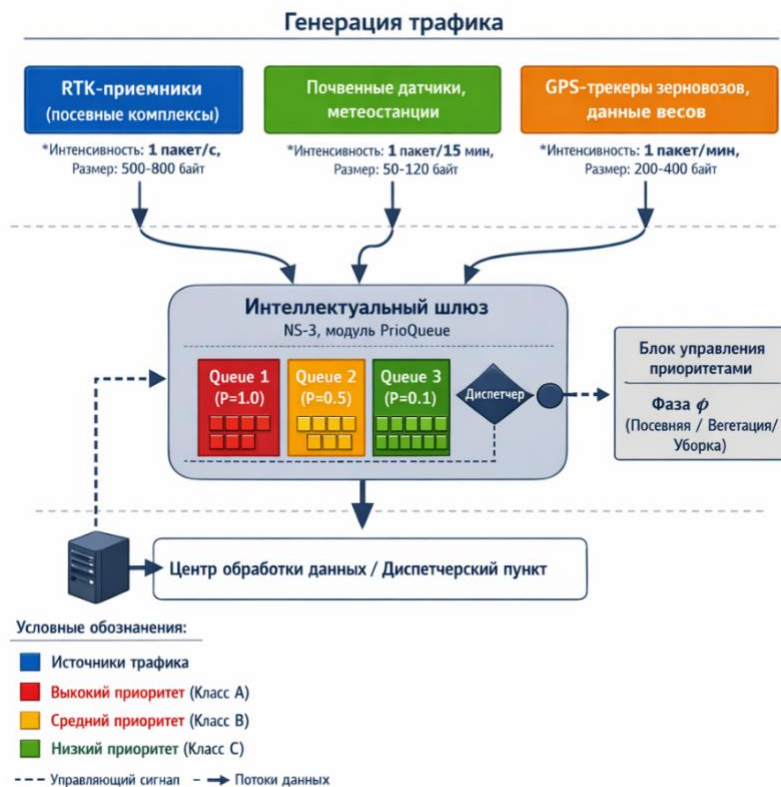 Генерация трафика
RTK-приемники
(посевные комплексы)
Почвенные датчики,
метеостанции
GPS-трекеры зерновозов,
данные весов
*Интенсивность: 1 пакет/с,
Размер: 500-800 байт
*Интенсивность: 1 пакет/15 мин,
Размер: 50-120 байт
*Интенсивность: 1 пакет/мин,
Размер: 200-400 байт
Интеллектуальный шлюз
NS-3, модуль PrioQueue
Queue 1
(P=1.0)
Queue 2
(P=0.5)
Queue 3
(P=0.1)
Диспетчер
Блок управления
приоритетами
Фаза ϕ
(Посевняя / Вегетация/
Уборка)
Центр обработки данных / Диспетчерский пункт
Условные обозначения:
Источники трафика
Выкокий приоритет (Класс А)
Средний приоритет (Класс В)
Низкий приоритет (Класс С)
---- Управляющий сигнал – → Потоки данных